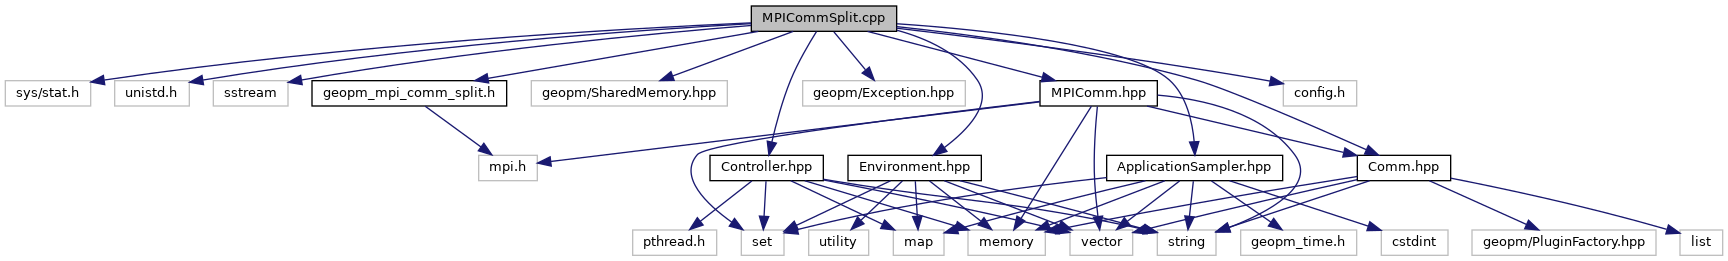 MPICommSplit.cpp
sys/stat.h
unistd.h
sstream
geopm_mpi_comm_split.h
geopm/SharedMemory.hpp
geopm/Exception.hpp
MPIComm.hpp
config.h
mpi.h
Controller.hpp
Environment.hpp
ApplicationSampler.hpp
Comm.hpp
pthread.h
set
utility
map
memory
vector
string
geopm_time.h
cstdint
geopm/PluginFactory.hpp
list